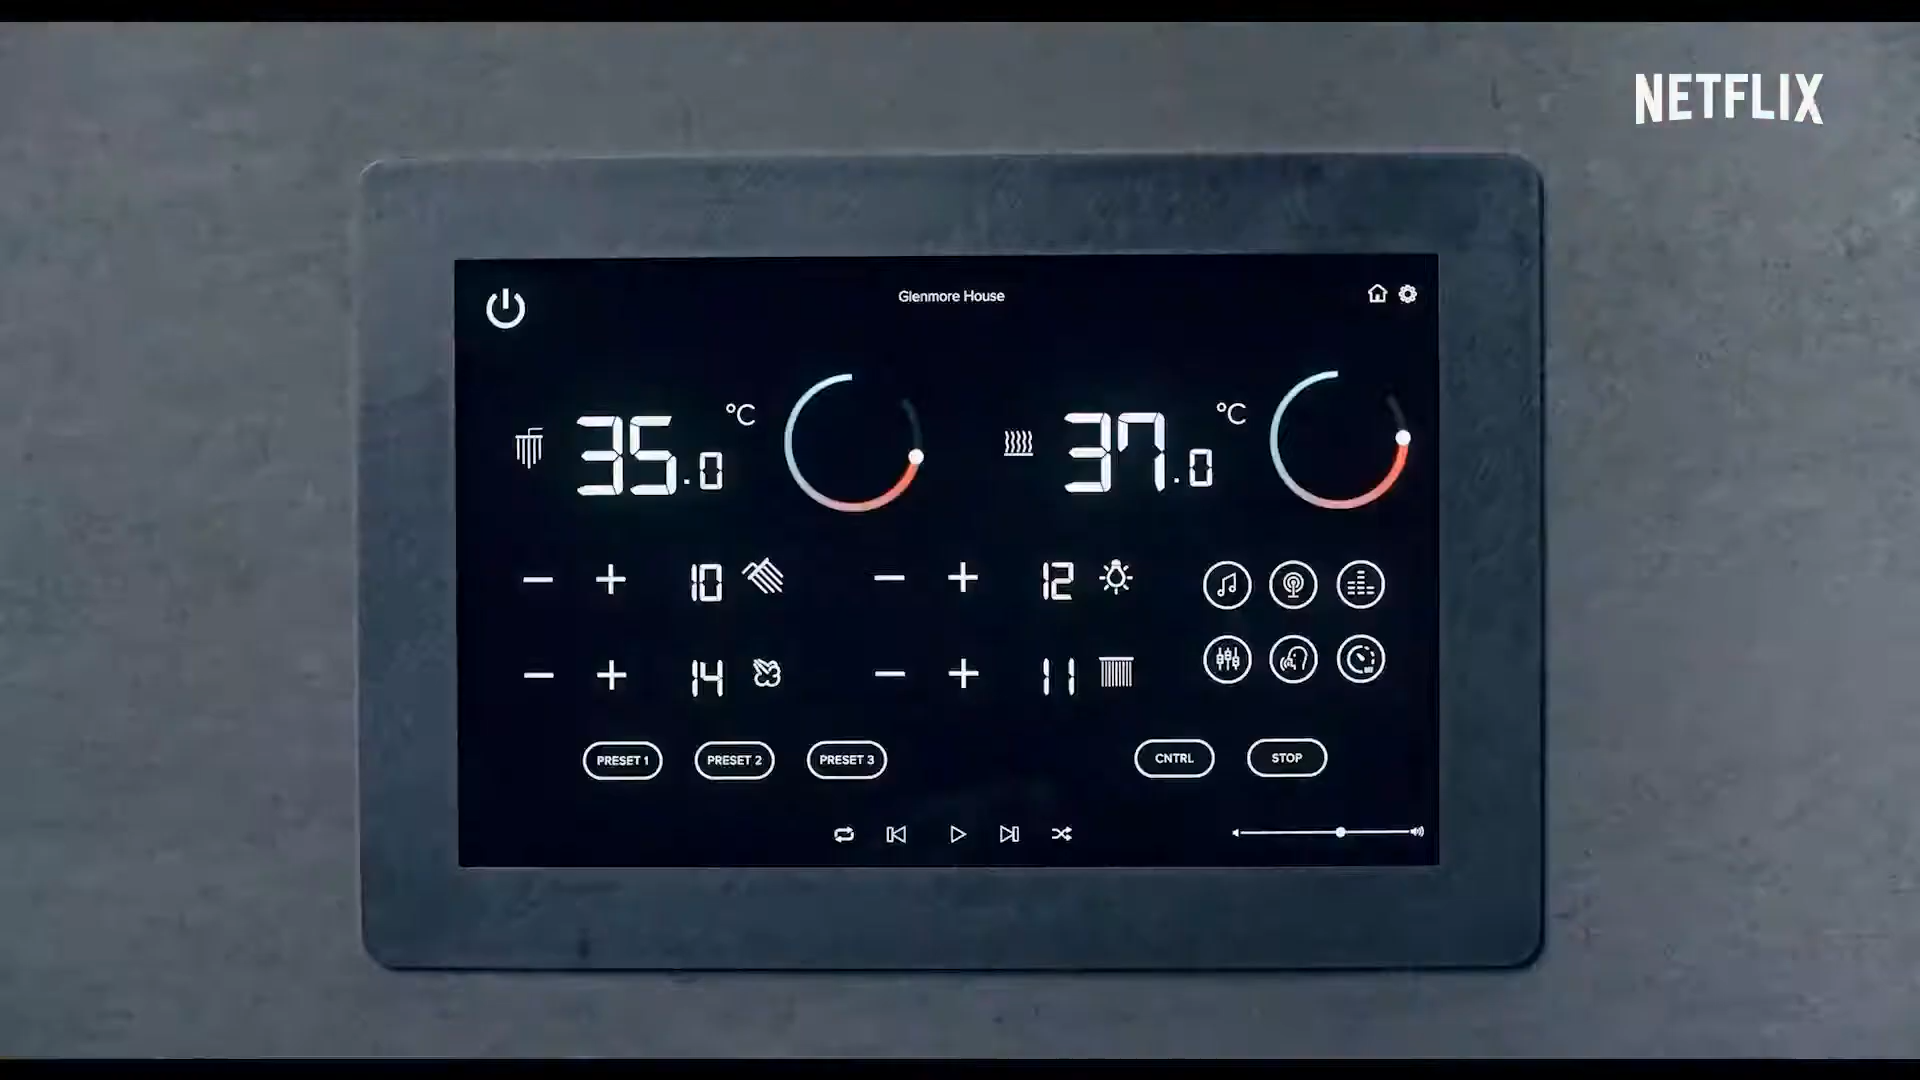 NETFLIX
Glenmore House
35.0 °C
37.0 °C
10
12
14
11
PRESET 1
PRESET 2
PRESET 3
CNTRL
STOP